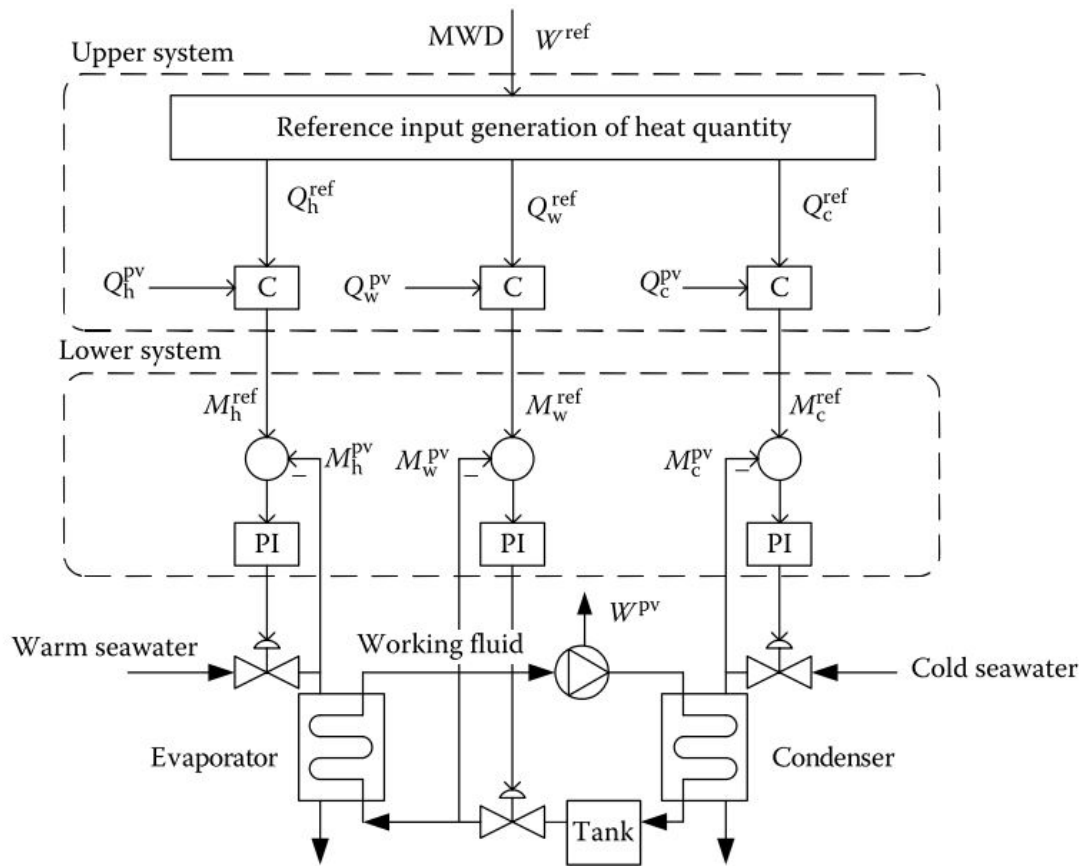 MWD W^ref
Upper system
Reference input generation of heat quantity
Q_h^ref Q_w^ref Q_c^ref
Q_h^pv C Q_w^pv C Q_c^pv C
Lower system
M_h^ref M_w^ref M_c^ref
M_h^pv M_w^pv M_c^pv
− − −
PI PI PI
W^pv
Warm seawater Working fluid Cold seawater
Evaporator Condenser
Tank